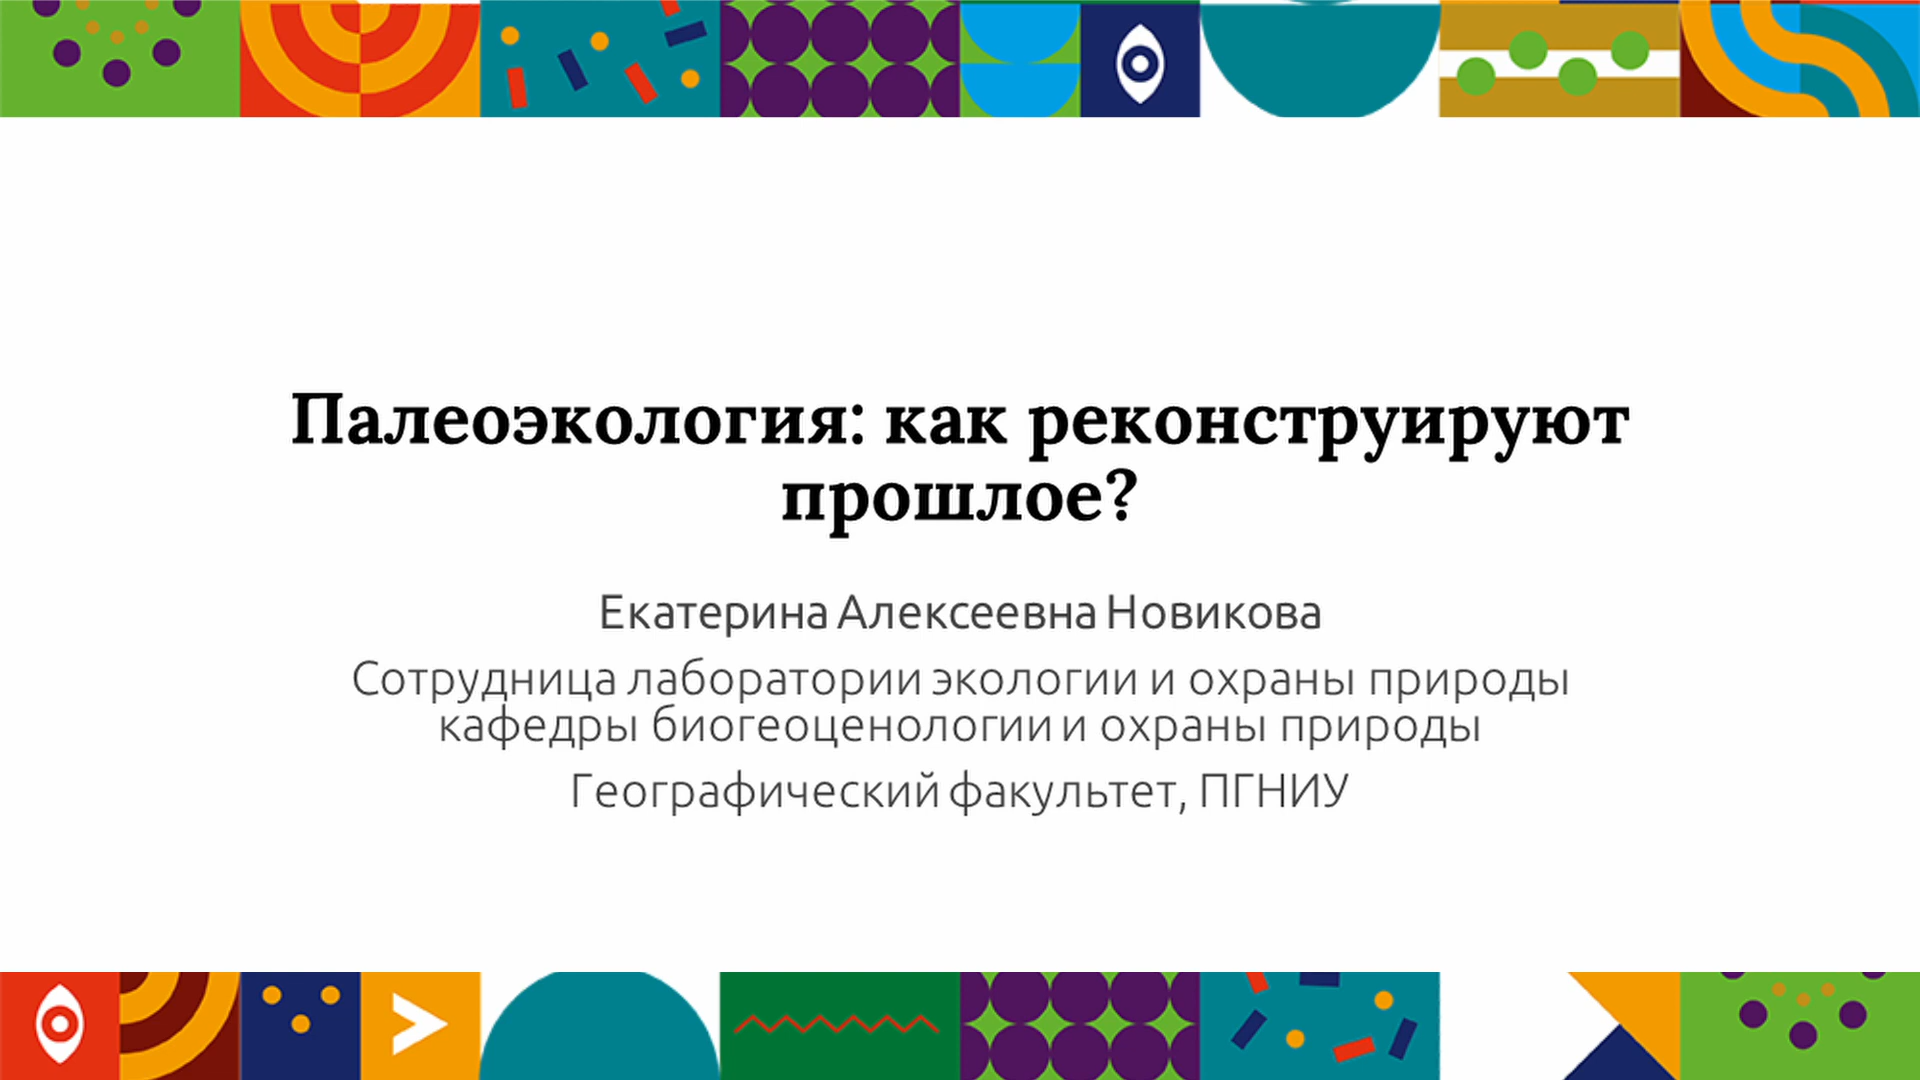 Палеоэкология: как реконструируют
прошлое?
Екатерина Алексеевна Новикова
Сотрудница лаборатории экологии и охраны природы
кафедры биогеоценологии и охраны природы
Географический факультет, ПГНИУ